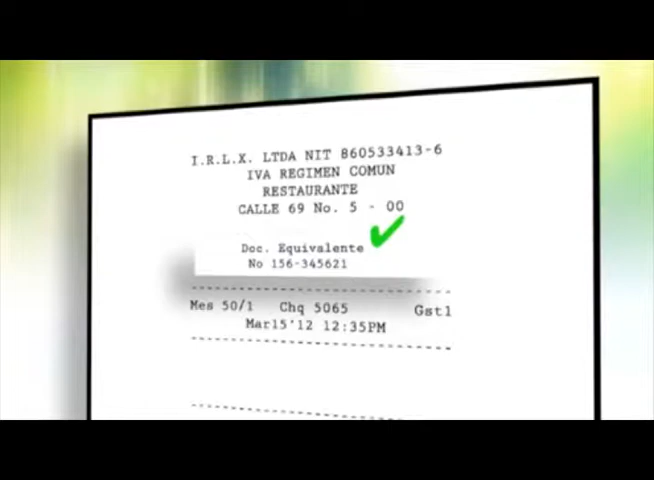 I.R.L.X. LTDA NIT 860533413-6
IVA REGIMEN COMUN
RESTAURANTE
CALLE 69 No. 5 - 00
Doc. Equivalente
No 156-345621
Mes 50/1 Chq 5065 Gst1
Mar15'12 12:35PM